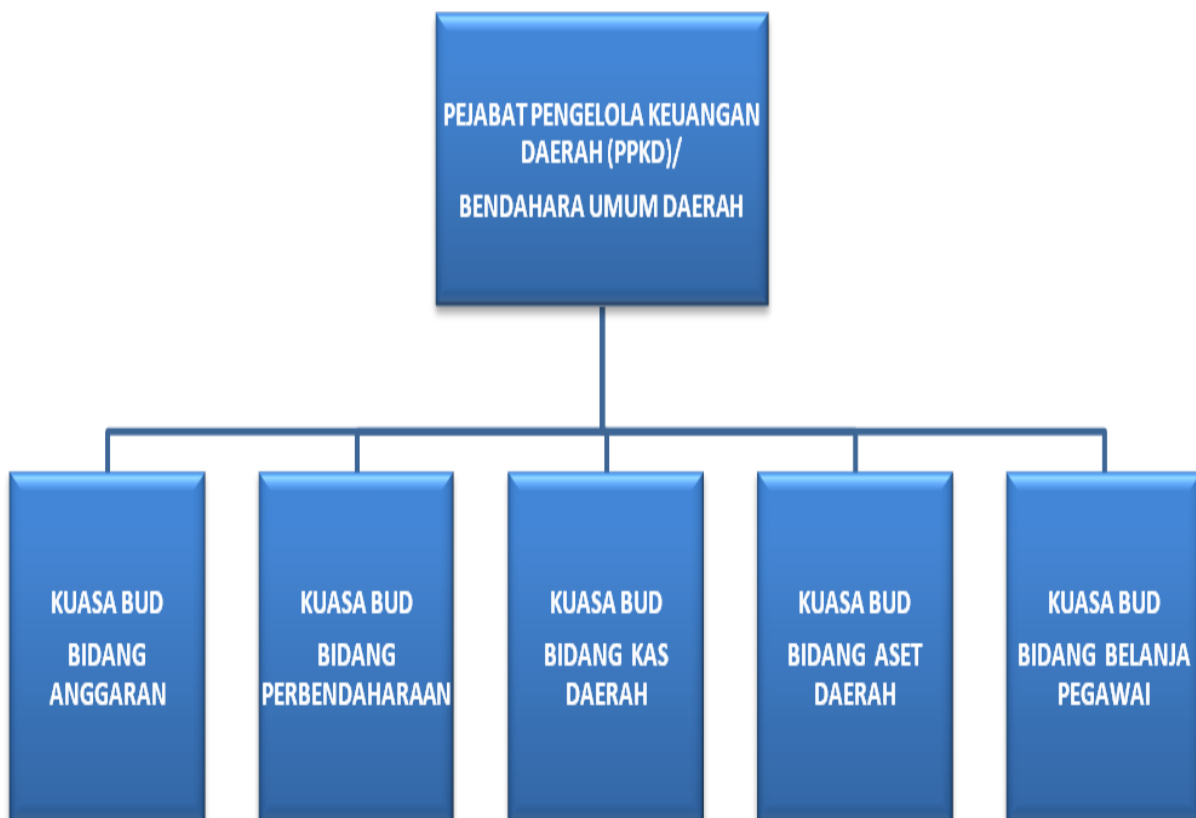 PEJABAT PENGELOLA KEUANGAN
DAERAH (PPKD)/
BENDAHARA UMUM DAERAH
KUASA BUD
BIDANG
ANGGARAN
KUASA BUD
BIDANG
PERBENDAHARAAN
KUASA BUD
BIDANG KAS
DAERAH
KUASA BUD
BIDANG ASET
DAERAH
KUASA BUD
BIDANG BELANJA
PEGAWAI